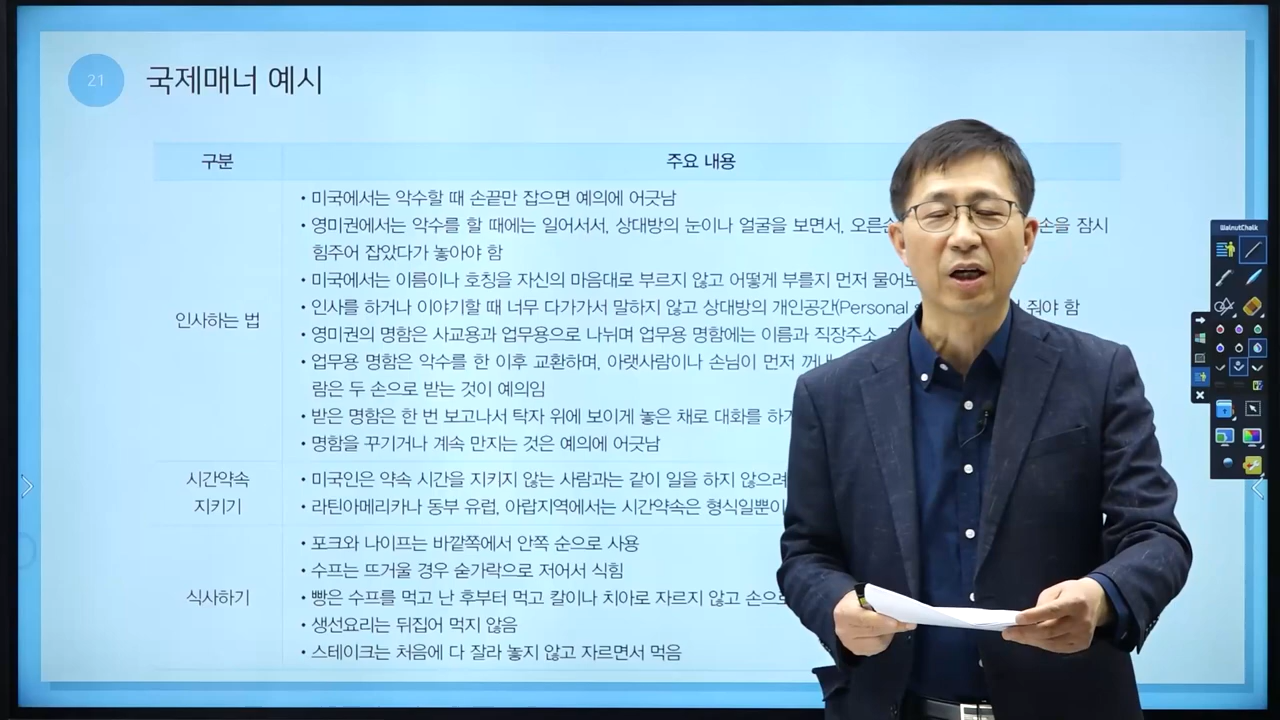 21
국제매너 예시
구분
주요 내용
인사하는 법
• 미국에서는 악수할 때 손끝만 잡으면 예의에 어긋남
• 영미권에서는 악수를 할 때에는 일어서서, 상대방의 눈이나 얼굴을 보면서, 손을 잠시
힘주어 잡았다가 놓아야 함
• 미국에서는 이름이나 호칭을 자신의 마음대로 부르지 않고 어떻게 부를지 먼저
• 인사를 하거나 이야기할 때 너무 다가가서 말하지 않고 상대방의 개인공간(Personal 줘야 함
• 영미권의 명함은 사교용과 업무용으로 나뉘며 업무용 명함에는 이름과 직장주소,
• 업무용 명함은 악수를 한 이후 교환하며, 아랫사람이나 손님이 먼저
람은 두 손으로 받는 것이 예의임
• 받은 명함은 한 번 보고나서 탁자 위에 보이게 놓은 채로 대화를
• 명함을 꾸기거나 계속 만지는 것은 예의에 어긋남
시간약속
지키기
• 미국인은 약속 시간을 지키지 않는 사람과는 같이 일을 하지
• 라틴아메리카나 동부 유럽, 아랍지역에서는 시간약속은
식사하기
• 포크와 나이프는 바깥쪽에서 안쪽 순으로 사용
• 수프는 뜨거울 경우 숟가락으로 저어서 식힘
• 빵은 수프를 먹고 난 후부터 먹고 칼이나 치아로 자르지 않고
• 생선요리는 뒤집어 먹지 않음
• 스테이크는 처음에 다 잘라 놓지 않고 자르면서 먹음
WalnutChalk